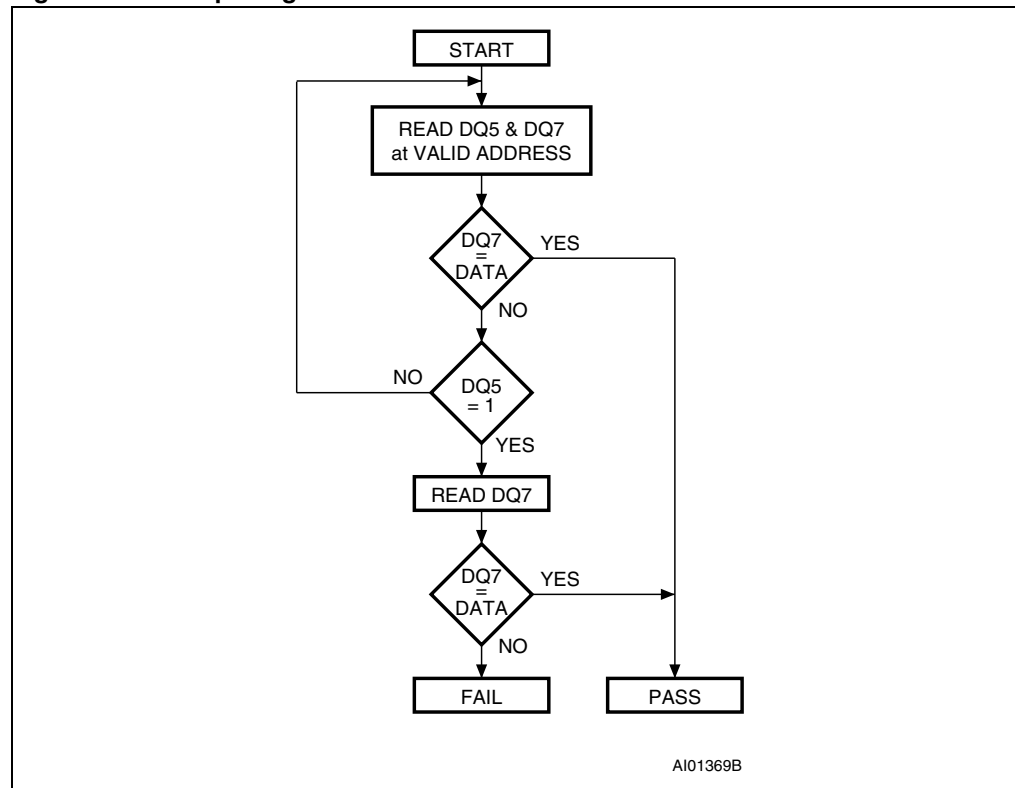 START
READ DQ5 & DQ7
at VALID ADDRESS
DQ7
=
DATA
YES
NO
NO
DQ5
= 1
YES
READ DQ7
DQ7
=
DATA
YES
NO
FAIL
PASS
AI01369B